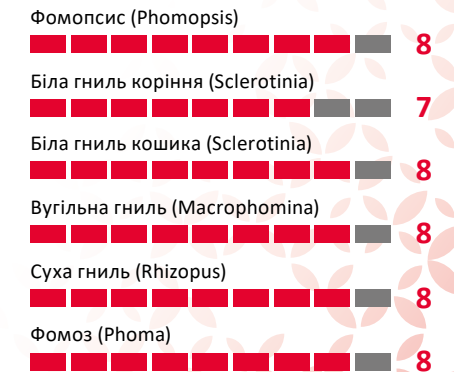 Фомопсис (Phomopsis)
8
Біла гниль коріння (Sclerotinia)
7
Біла гниль кошика (Sclerotinia)
8
Вугільна гниль (Macrophomina)
8
Суха гниль (Rhizopus)
8
Фомоз (Phoma)
8